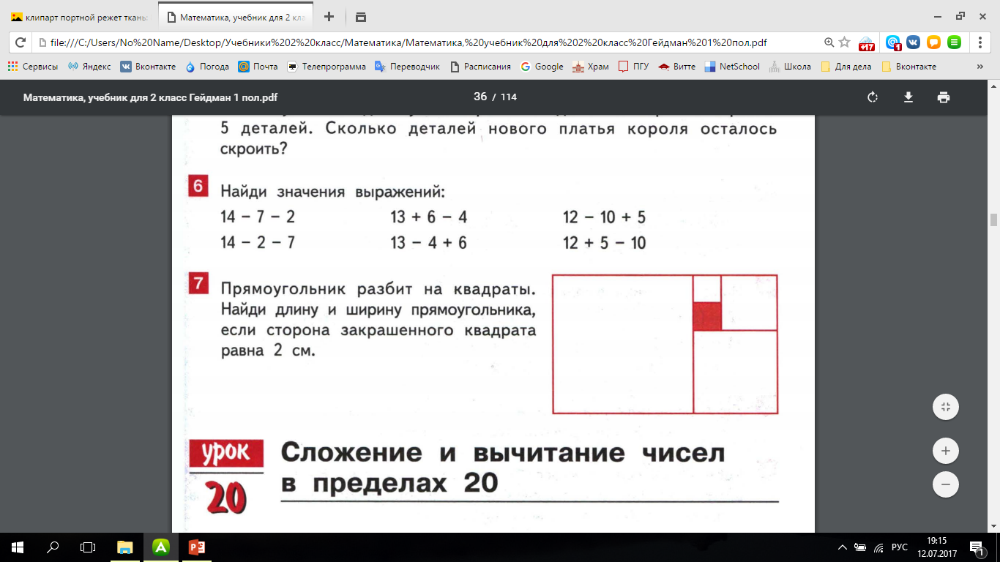 клипарт портной режет ткань:
Математика, учебник для 2 кла
file:///C:/Users/No%20Name/Desktop/Учебники%202%20класс/Математика/Математика,%20учебник%20для%202%20класс%20Гейдман%201%20пол.pdf
+17
1
Сервисы Яндекс Вконтакте Погода Почта Телепрограмма Переводчик Расписания Google Храм ПГУ Витте NetSchool Школа Для дела Вконтакте »
Математика, учебник для 2 класс Гейдман 1 пол.pdf
36 / 114
5 деталей. Сколько деталей нового платья короля осталось
скроить?
6 Найди значения выражений:
14 − 7 − 2 13 + 6 − 4 12 − 10 + 5
14 − 2 − 7 13 − 4 + 6 12 + 5 − 10
7 Прямоугольник разбит на квадраты.
Найди длину и ширину прямоугольника,
если сторона закрашенного квадрата
равна 2 см.
урок
20
Сложение и вычитание чисел
в пределах 20
РУС
19:15
12.07.2017
1